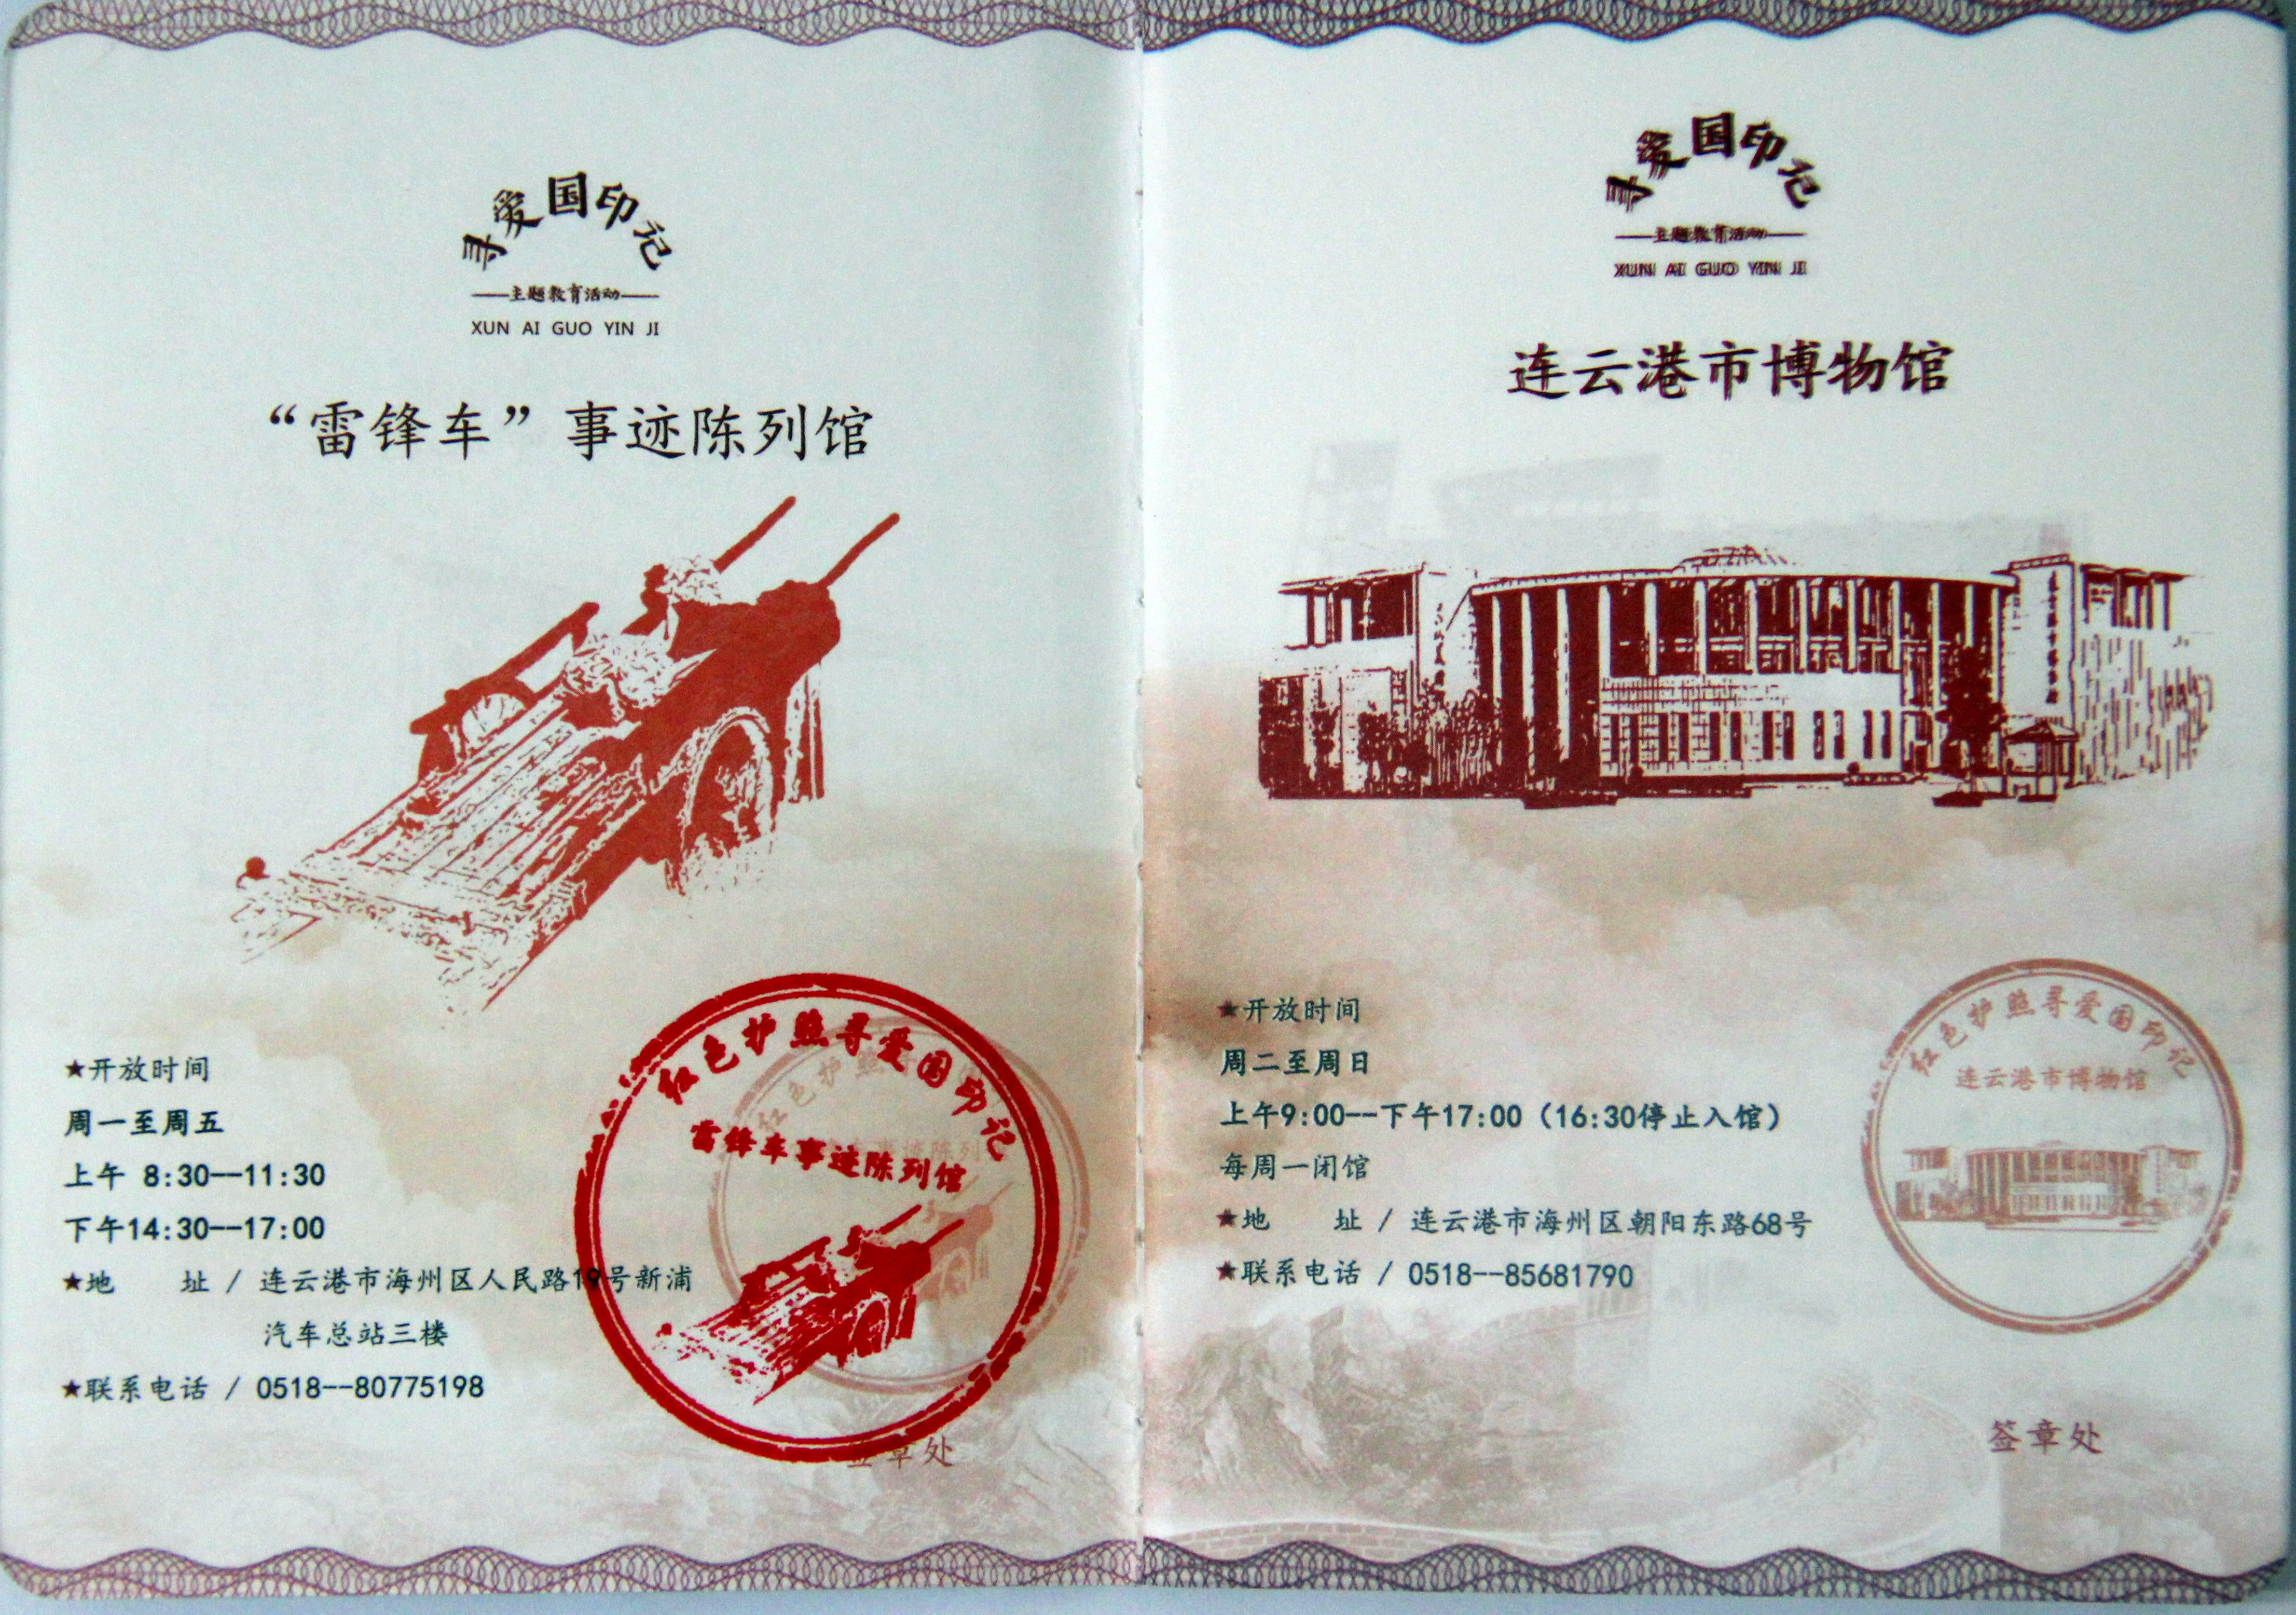 寻爱国印记
——主题教育活动——
XUN AI GUO YIN JI
“雷锋车”事迹陈列馆
★开放时间
周一至周五
上午 8:30--11:30
下午14:30--17:00
★地 址 / 连云港市海州区人民路19号新浦
汽车总站三楼
★联系电话 / 0518--80775198
红色护照寻爱国印记
雷锋车事迹陈列馆
签章处
寻爱国印记
——主题教育活动——
XUN AI GUO YIN JI
连云港市博物馆
★开放时间
周二至周日
上午9:00--下午17:00（16:30停止入馆）
每周一闭馆
★地 址 / 连云港市海州区朝阳东路68号
★联系电话 / 0518--85681790
红色护照寻爱国印记
连云港市博物馆
签章处